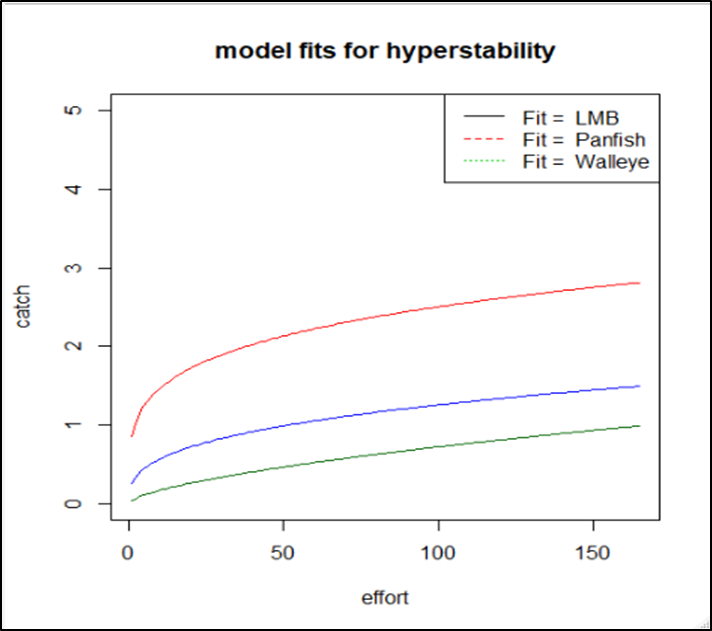 model fits for hyperstability
Fit = LMB
Fit = Panfish
Fit = Walleye
5
4
3
2
1
0
catch
0 50 100 150
effort